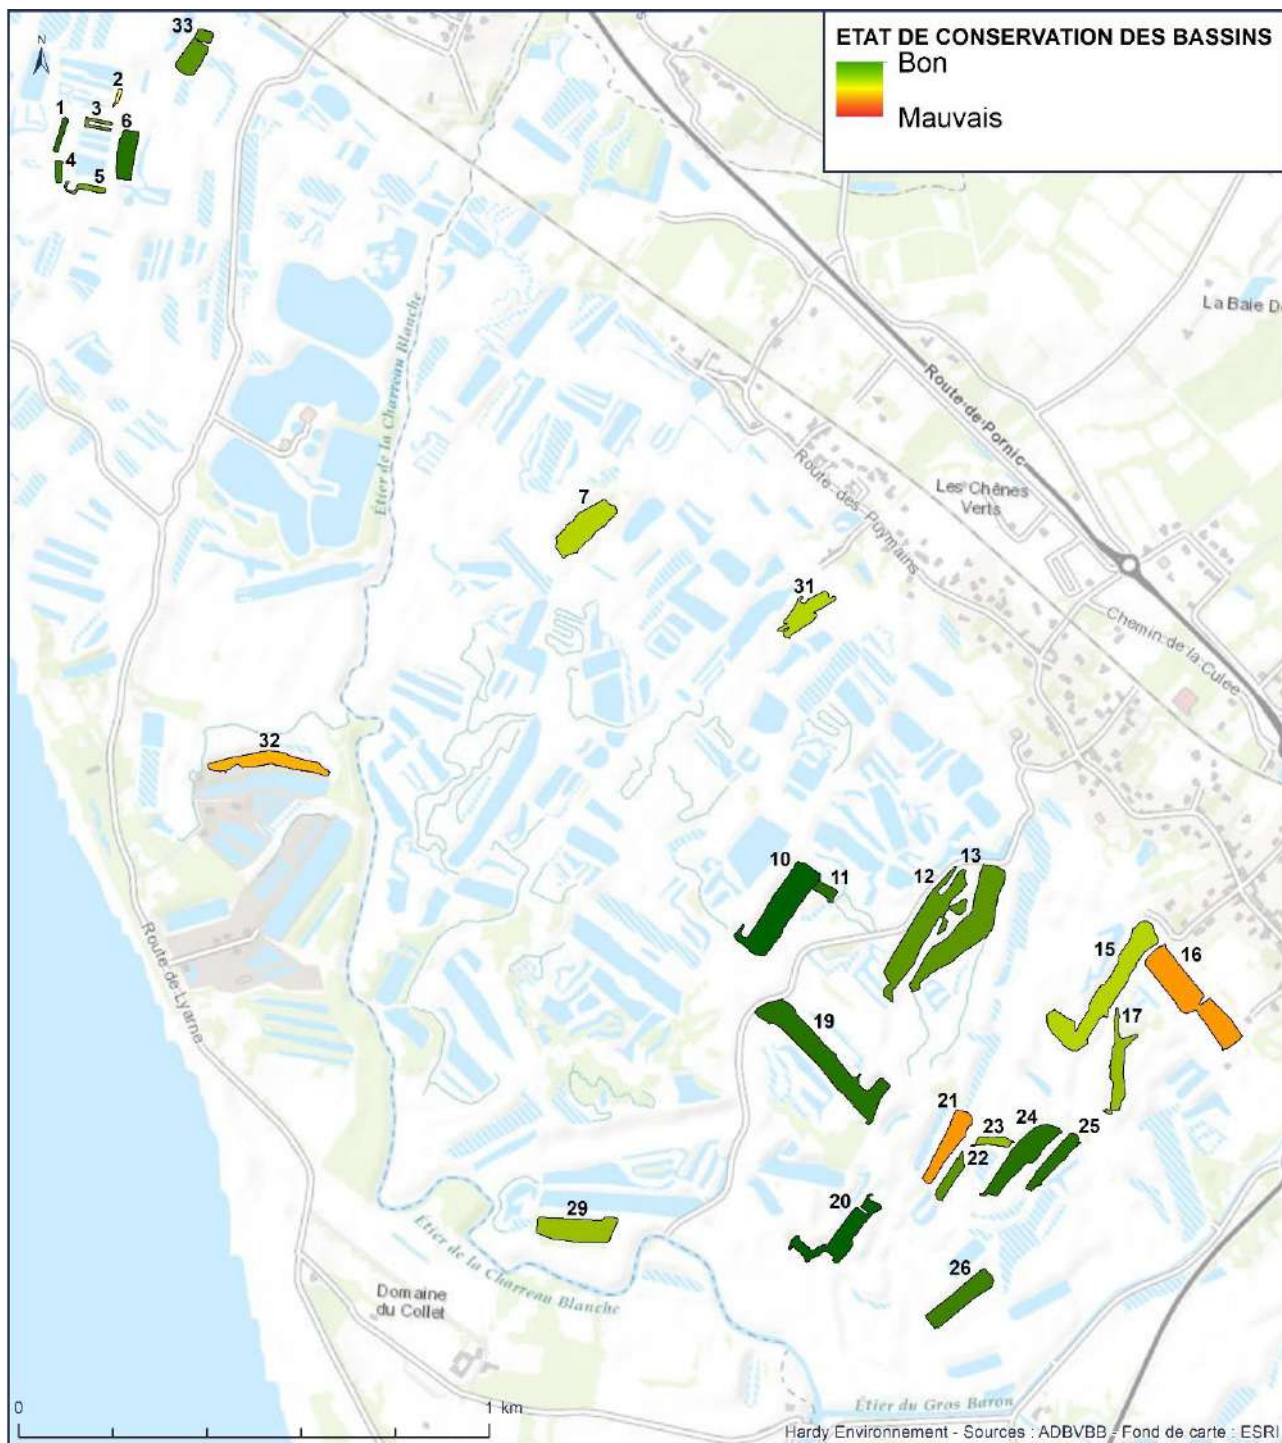 ETAT DE CONSERVATION DES BASSINS
Bon
Mauvais
N
33
2
1
3
6
4
5
Étier de la Charreau Blanche
La Baie De
Route de Pornic
Route des Puymains
Les Chênes
Verts
7
31
Chemin de la Culée
32
10
11
12
13
15
16
17
Route de Lyarne
19
21
23
24
25
22
20
29
26
Étier de la Charreau Blanche
Domaine
du Collet
Étier du Gros Baron
0
1 km
Hardy Environnement - Sources : ADBVBB - Fond de carte : ESRI